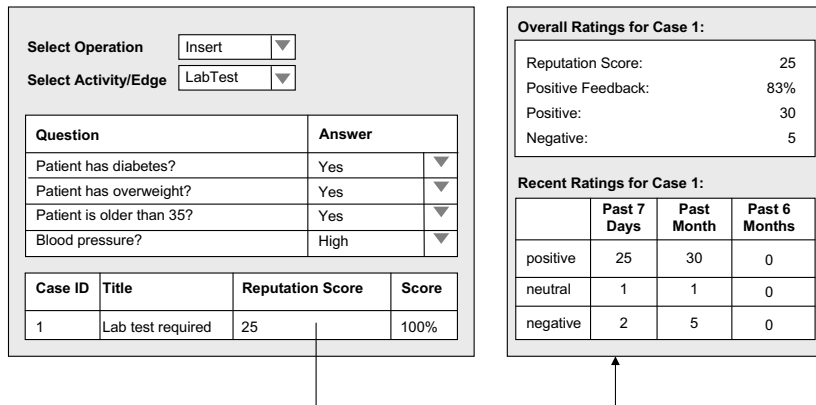 Select Operation Insert
Select Activity/Edge LabTest
Question Answer
Patient has diabetes? Yes
Patient has overweight? Yes
Patient is older than 35? Yes
Blood pressure? High
Case ID Title Reputation Score Score
1 Lab test required 25 100%
Overall Ratings for Case 1:
Reputation Score: 25
Positive Feedback: 83%
Positive: 30
Negative: 5
Recent Ratings for Case 1:
Past 7 Past Past 6
Days Month Months
positive 25 30 0
neutral 1 1 0
negative 2 5 0